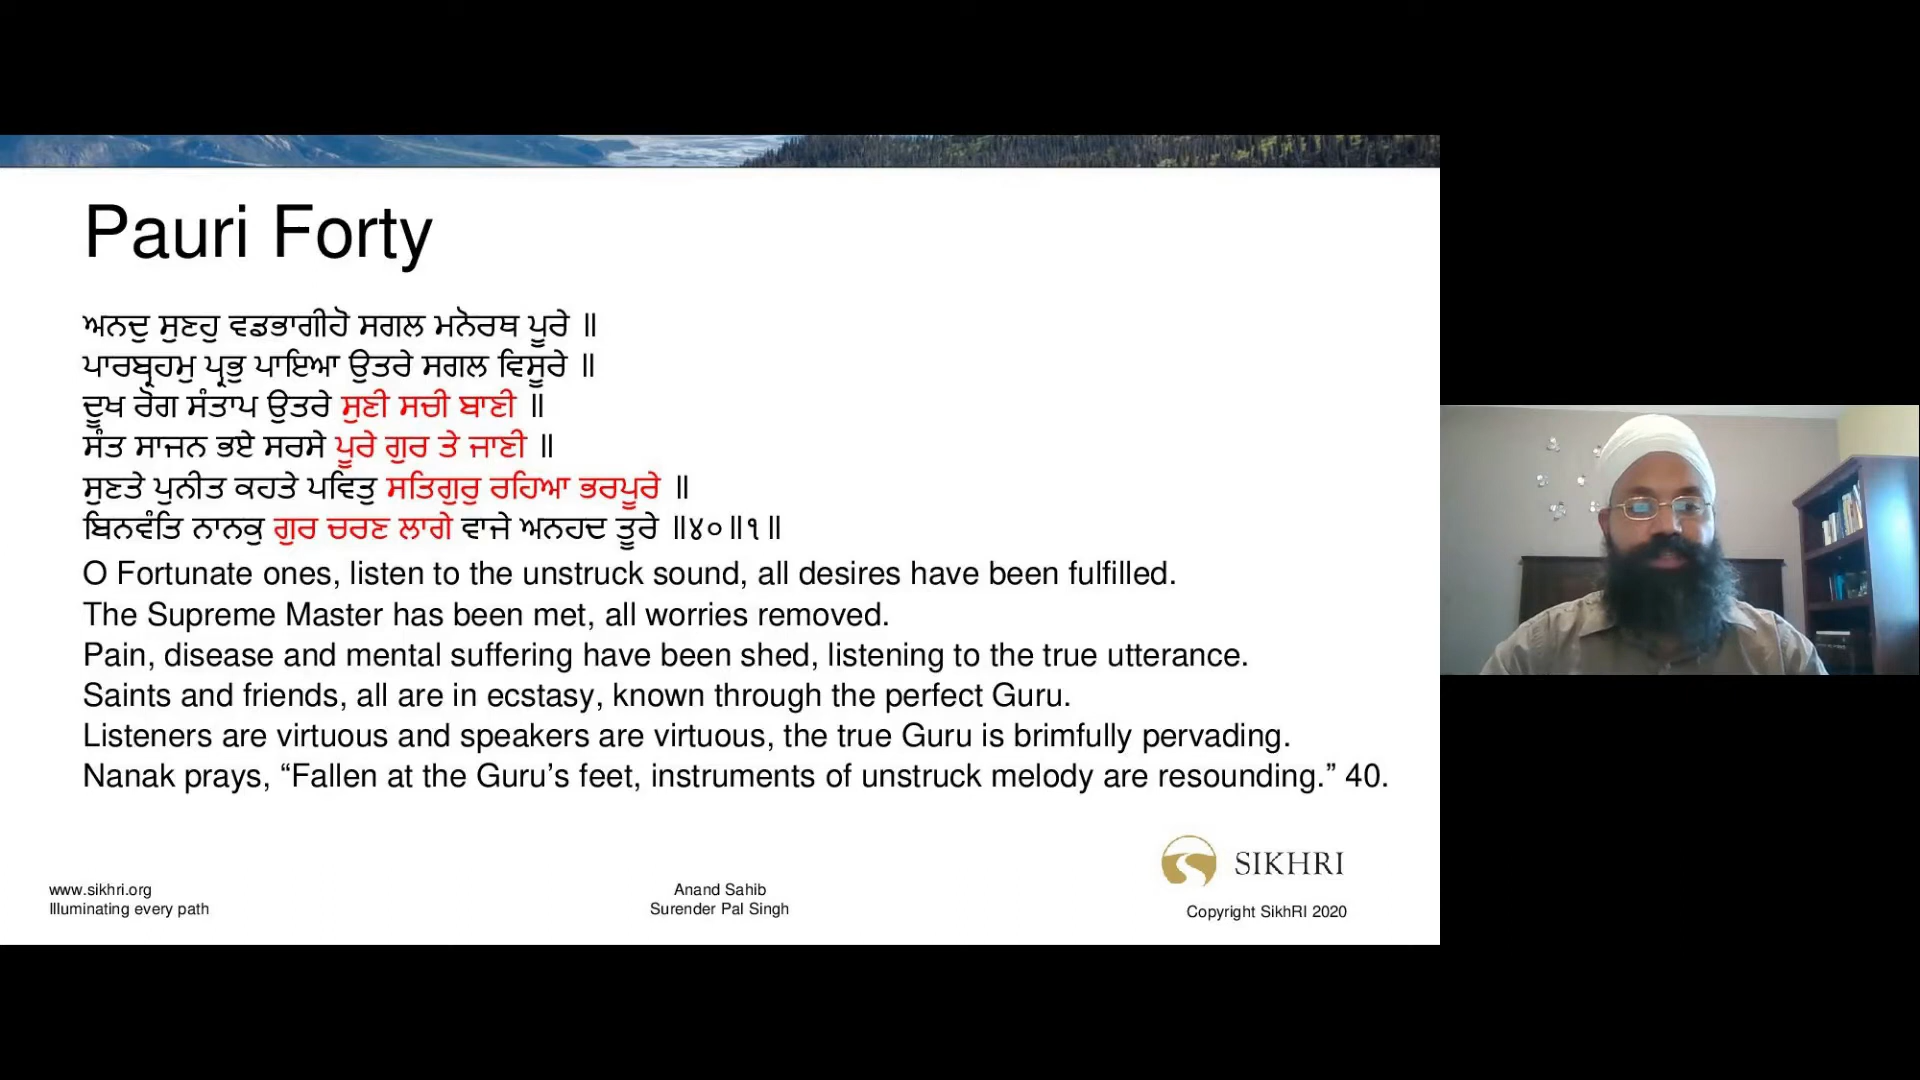 Pauri Forty
ਅਨਦੁ ਸੁਣਹੁ ਵਡਭਾਗੀਹੋ ਸਗਲ ਮਨੋਰਥ ਪੂਰੇ ॥
ਪਾਰਬ੍ਰਹਮੁ ਪ੍ਰਭੁ ਪਾਇਆ ਉਤਰੇ ਸਗਲ ਵਿਸੂਰੇ ॥
ਦੂਖ ਰੋਗ ਸੰਤਾਪ ਉਤਰੇ ਸੁਣੀ ਸਚੀ ਬਾਣੀ ॥
ਸੰਤ ਸਾਜਨ ਭਏ ਸਰਸੇ ਪੂਰੇ ਗੁਰ ਤੇ ਜਾਣੀ ॥
ਸੁਣਤੇ ਪੁਨੀਤ ਕਹਤੇ ਪਵਿਤੁ ਸਤਿਗੁਰੁ ਰਹਿਆ ਭਰਪੂਰੇ ॥
ਬਿਨਵੰਤਿ ਨਾਨਕੁ ਗੁਰ ਚਰਣ ਲਾਗੇ ਵਾਜੇ ਅਨਹਦ ਤੂਰੇ ॥੪੦॥੧॥
O Fortunate ones, listen to the unstruck sound, all desires have been fulfilled.
The Supreme Master has been met, all worries removed.
Pain, disease and mental suffering have been shed, listening to the true utterance.
Saints and friends, all are in ecstasy, known through the perfect Guru.
Listeners are virtuous and speakers are virtuous, the true Guru is brimfully pervading.
Nanak prays, “Fallen at the Guru’s feet, instruments of unstruck melody are resounding.” 40.
SIKHRI
www.sikhri.org
Illuminating every path
Anand Sahib
Surender Pal Singh
Copyright SikhRI 2020